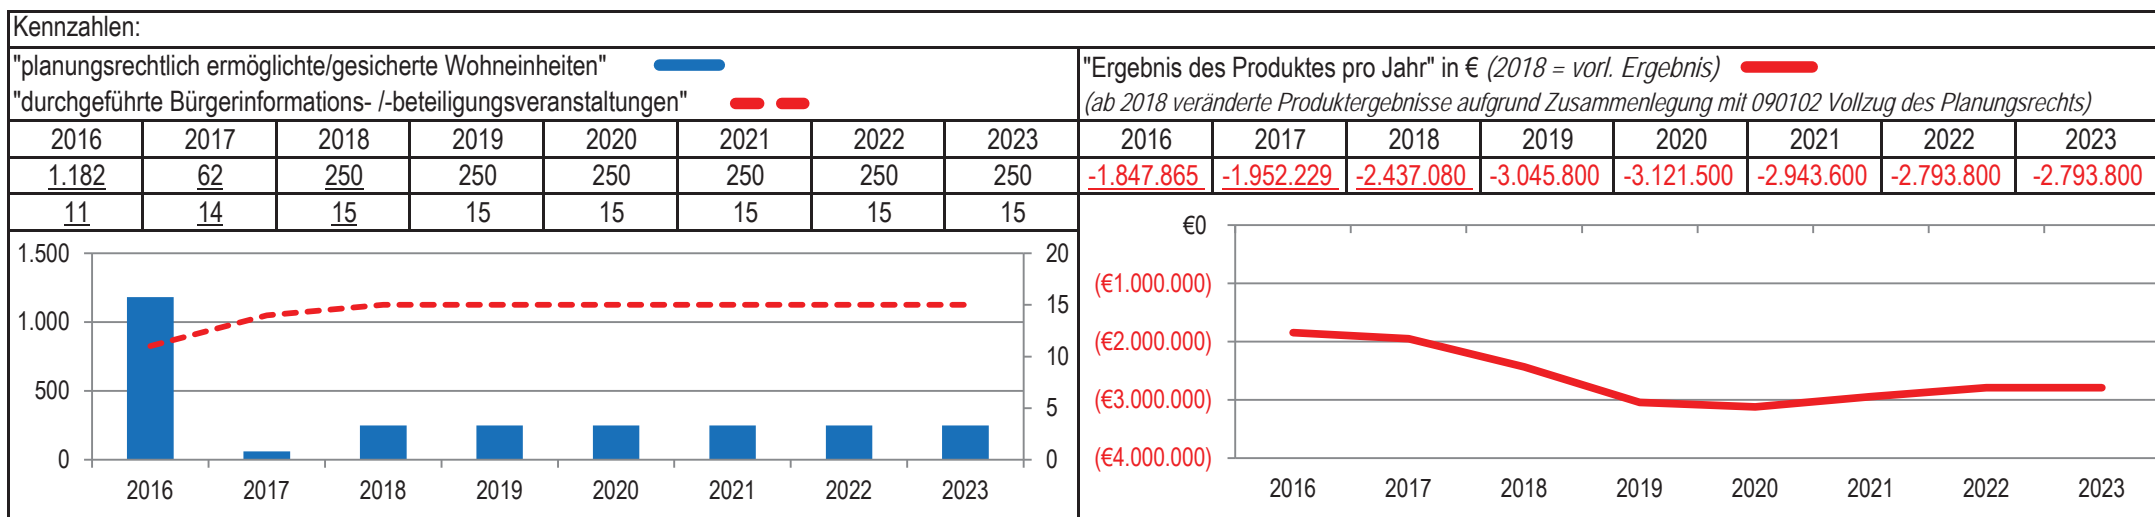 Kennzahlen:
"planungsrechtlich ermöglichte/gesicherte Wohneinheiten"
"durchgeführte Bürgerinformations- /-beteiligungsveranstaltungen"
2016 2017 2018 2019 2020 2021 2022 2023
1.182 62 250 250 250 250 250 250
11 14 15 15 15 15 15 15
1.500
1.000
500
0
20
15
10
5
0
2016 2017 2018 2019 2020 2021 2022 2023
"Ergebnis des Produktes pro Jahr" in € (2018 = vorl. Ergebnis)
(ab 2018 veränderte Produktergebnisse aufgrund Zusammenlegung mit 090102 Vollzug des Planungsrechts)
2016 2017 2018 2019 2020 2021 2022 2023
-1.847.865 -1.952.229 -2.437.080 -3.045.800 -3.121.500 -2.943.600 -2.793.800 -2.793.800
€0
(€1.000.000)
(€2.000.000)
(€3.000.000)
(€4.000.000)
2016 2017 2018 2019 2020 2021 2022 2023